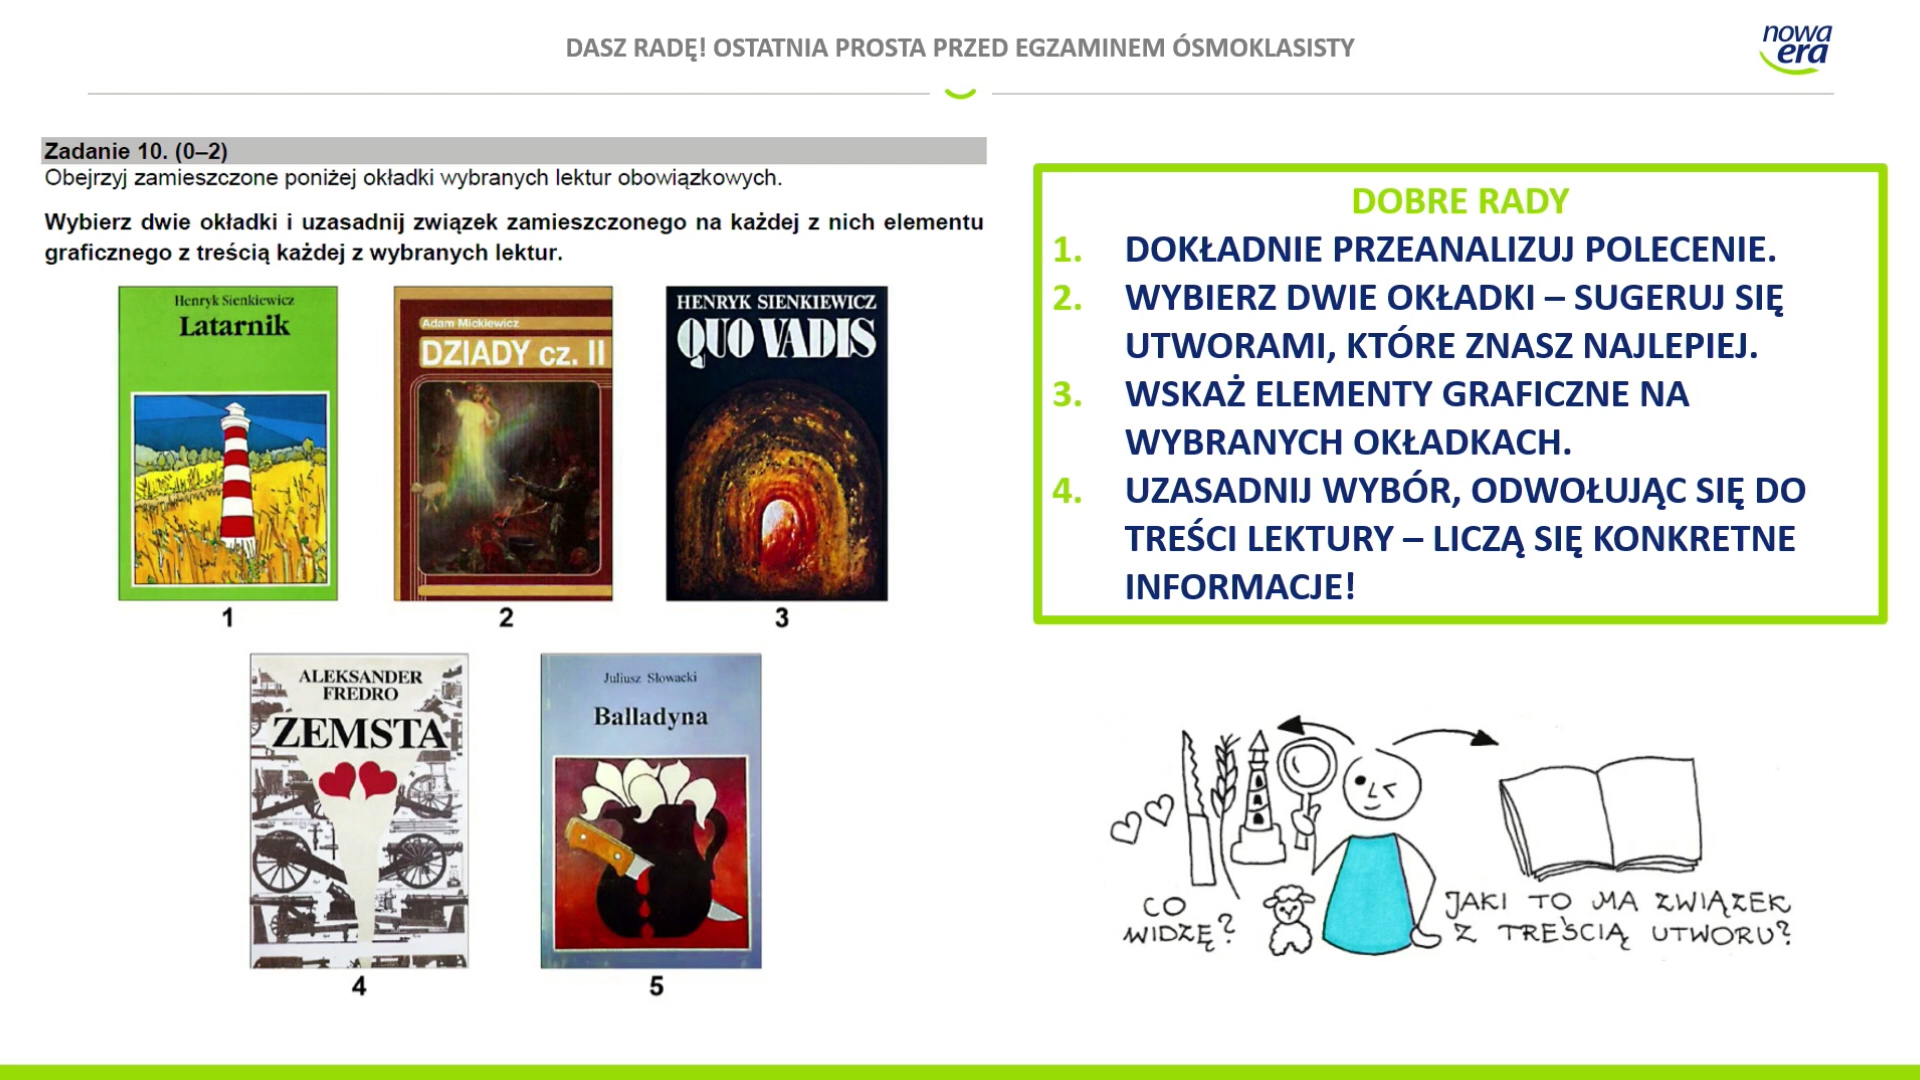 DASZ RADĘ! OSTATNIA PROSTA PRZED EGZAMINEM ÓSMOKLASISTY
nowa
era
Zadanie 10. (0–2)
Obejrzyj zamieszczone poniżej okładki wybranych lektur obowiązkowych.
Wybierz dwie okładki i uzasadnij związek zamieszczonego na każdej z nich elementu
graficznego z treścią każdej z wybranych lektur.
Henryk Sienkiewicz
Latarnik
1
Adam Mickiewicz
DZIADY cz. II
2
HENRYK SIENKIEWICZ
QUO VADIS
3
ALEKSANDER
FREDRO
ZEMSTA
4
Juliusz Słowacki
Balladyna
5
DOBRE RADY
1. DOKŁADNIE PRZEANALIZUJ POLECENIE.
2. WYBIERZ DWIE OKŁADKI – SUGERUJ SIĘ
UTWORAMI, KTÓRE ZNASZ NAJLEPIEJ.
3. WSKAŻ ELEMENTY GRAFICZNE NA
WYBRANYCH OKŁADKACH.
4. UZASADNIJ WYBÓR, ODWOŁUJĄC SIĘ DO
TREŚCI LEKTURY – LICZĄ SIĘ KONKRETNE
INFORMACJE!
CO
WIDZĘ?
JAKI TO MA ZWIĄZEK
Z TREŚCIĄ UTWORU?